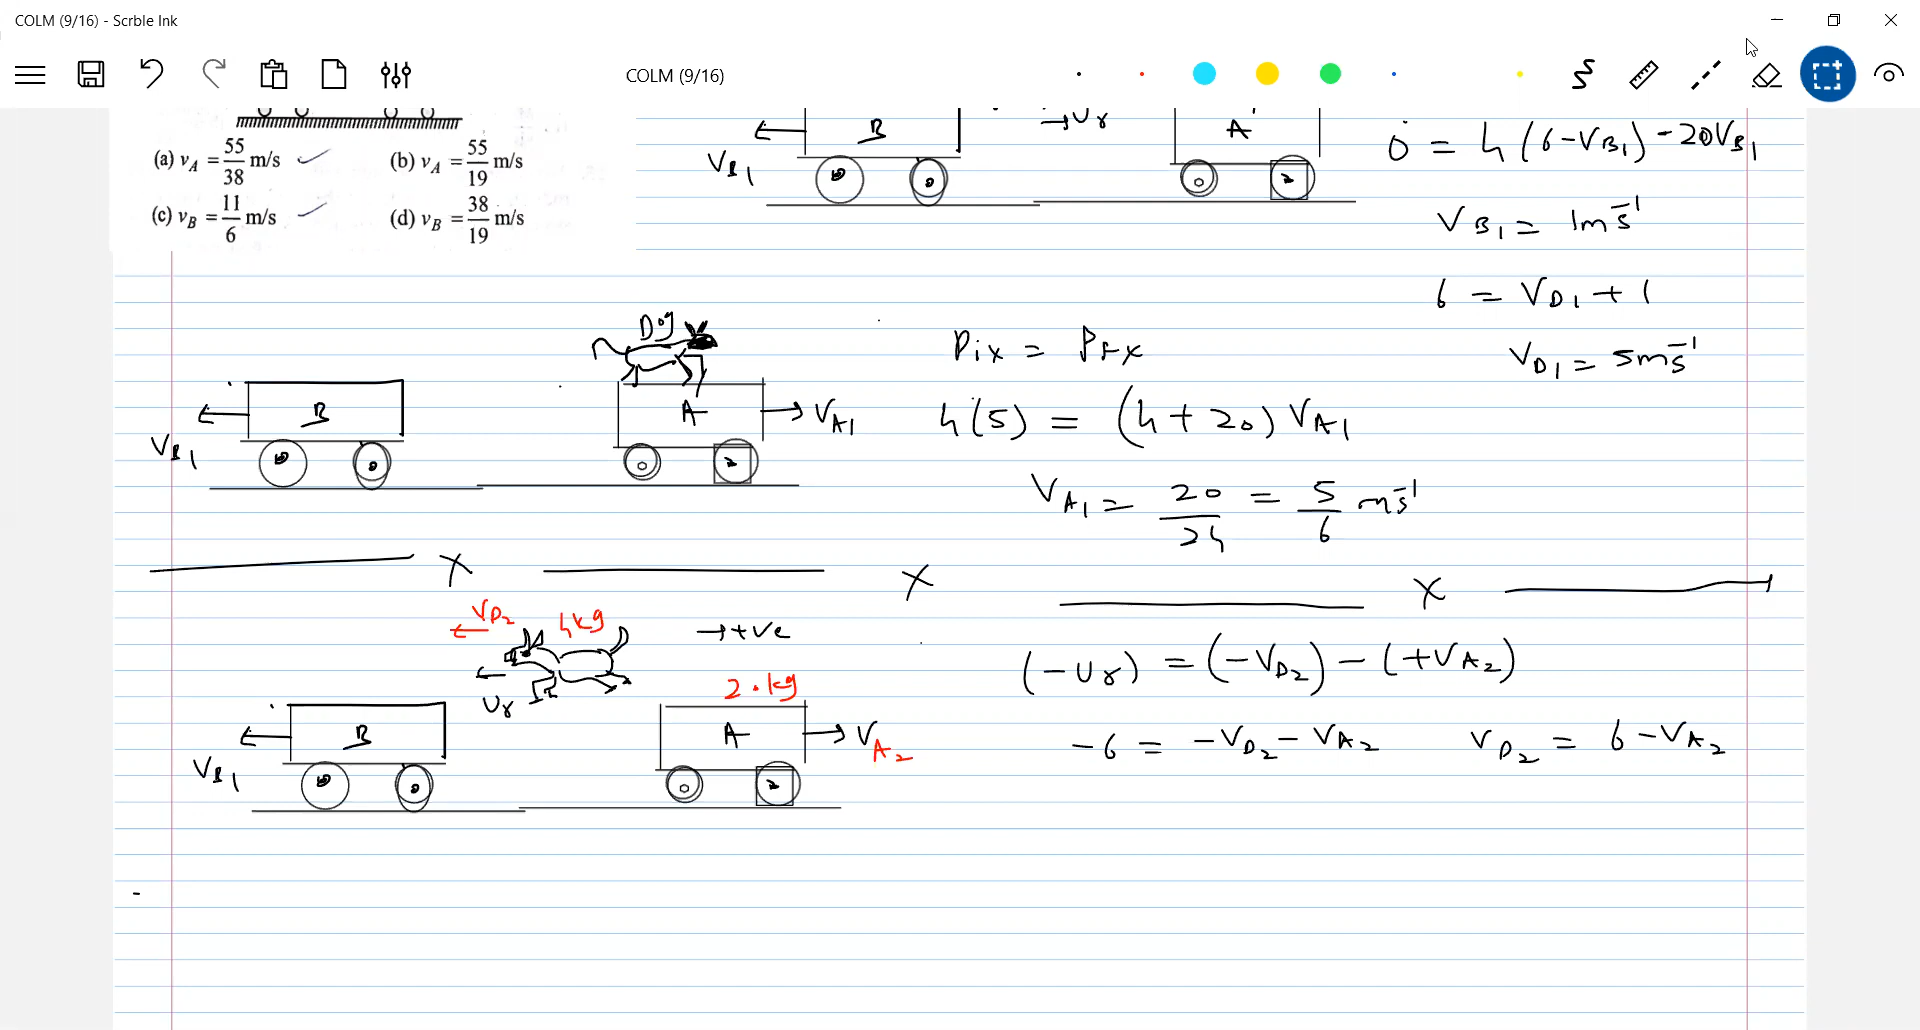 COLM (9/16) - Scrble Ink
COLM (9/16)
(a) v_A = 55/38 m/s
(b) v_A = 55/19 m/s
(c) v_B = 11/6 m/s
(d) v_B = 38/19 m/s
B
→ U_r
A
V_B1
0 = 4(6-V_B1) - 20V_B1
V_B1 = 1ms⁻¹
6 = V_D1 + 1
V_D1 = 5ms⁻¹
Dog
B
A
V_A1
V_B1
P_ix = P_fx
4(5) = (4+20) V_A1
V_A1 = 20/24 = 5/6 ms⁻¹
X
X
X
V_D2
4kg
→ +ve
U_r
2.kg
B
A
V_A2
V_B1
(-U_r) = (-V_D2) - (+V_A2)
-6 = -V_D2 - V_A2
V_D2 = 6 - V_A2